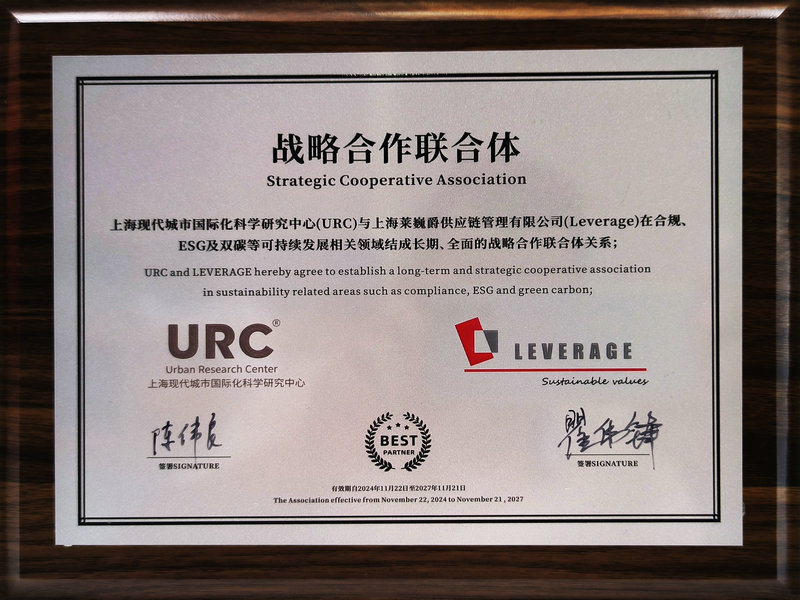 战略合作联合体
Strategic Cooperative Association
上海现代城市国际化科学研究中心(URC)与上海莱巍爵供应链管理有限公司(Leverage)在合规、
ESG及双碳等可持续发展相关领域结成长期、全面的战略合作联合体关系；
URC and LEVERAGE hereby agree to establish a long-term and strategic cooperative association
in sustainability related areas such as compliance, ESG and green carbon;
URC®
Urban Research Center
上海现代城市国际化科学研究中心
LEVERAGE
Sustainable values
陈伟良
签署SIGNATURE
BEST
PARTNER
签署SIGNATURE
有效期自2024年11月22日至2027年11月21日
The Association effective from November 22, 2024 to November 21 , 2027